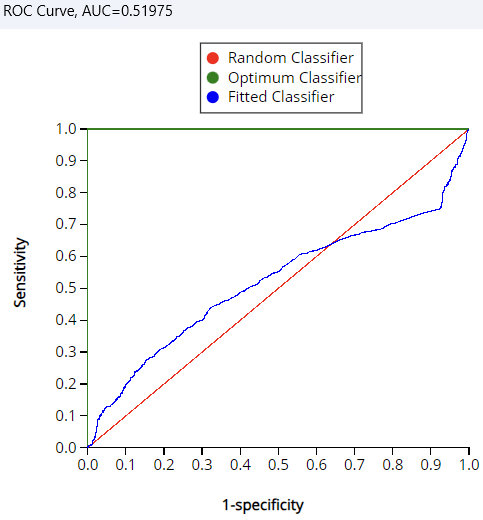 ROC Curve, AUC=0.51975
Random Classifier
Optimum Classifier
Fitted Classifier
1.0
0.9
0.8
0.7
0.6
0.5
0.4
0.3
0.2
0.1
0.0
Sensitivity
0.0 0.1 0.2 0.3 0.4 0.5 0.6 0.7 0.8 0.9 1.0
1-specificity